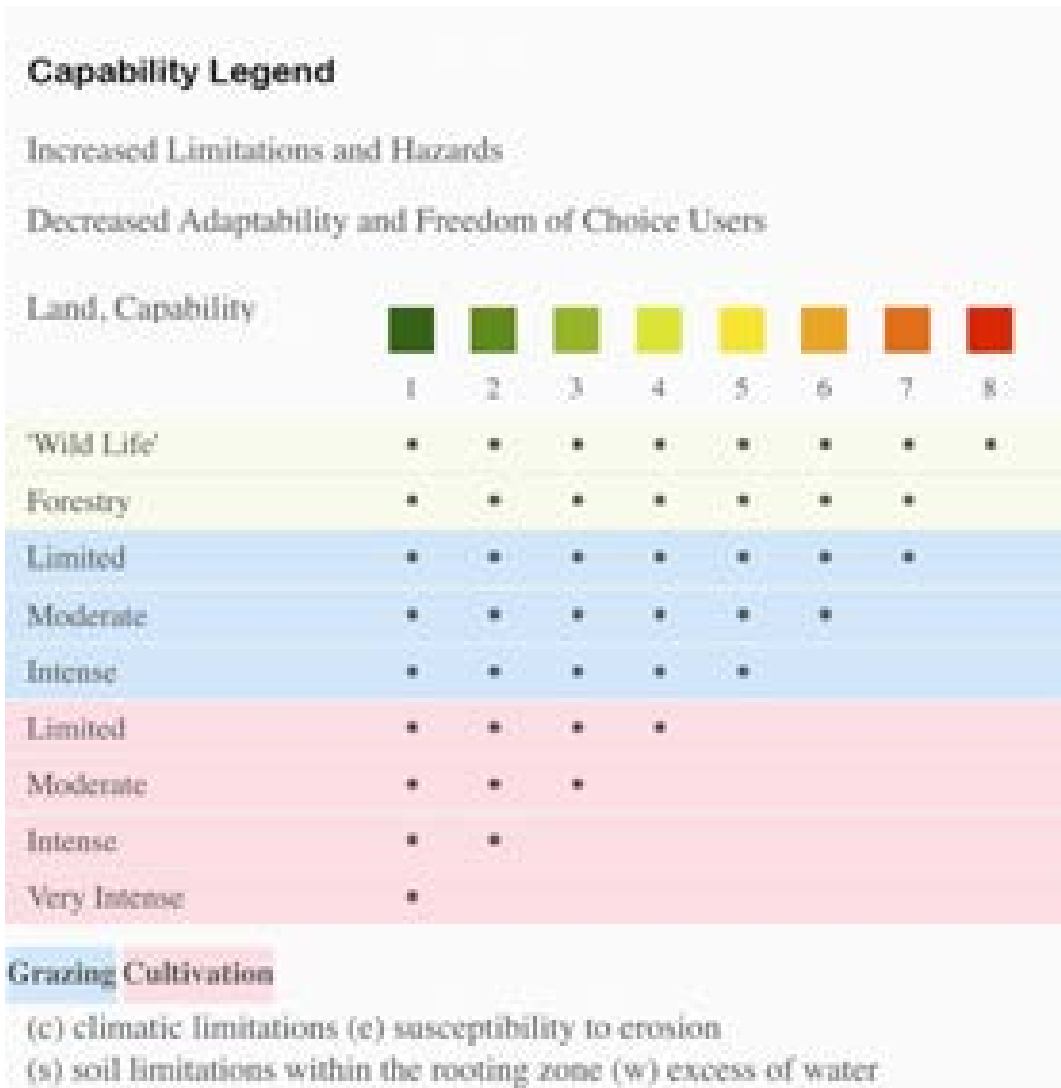 Capability Legend
Increased Limitations and Hazards
Decreased Adaptability and Freedom of Choice Users
Land, Capability
1 2 3 4 5 6 7 8
'Wild Life' • • • • • • • •
Forestry • • • • • • •
Limited • • • • • • •
Moderate • • • • • •
Intense • • • • •
Limited • • • •
Moderate • • •
Intense • •
Very Intense •
Grazing Cultivation
(c) climatic limitations (e) susceptibility to erosion
(s) soil limitations within the rooting zone (w) excess of water